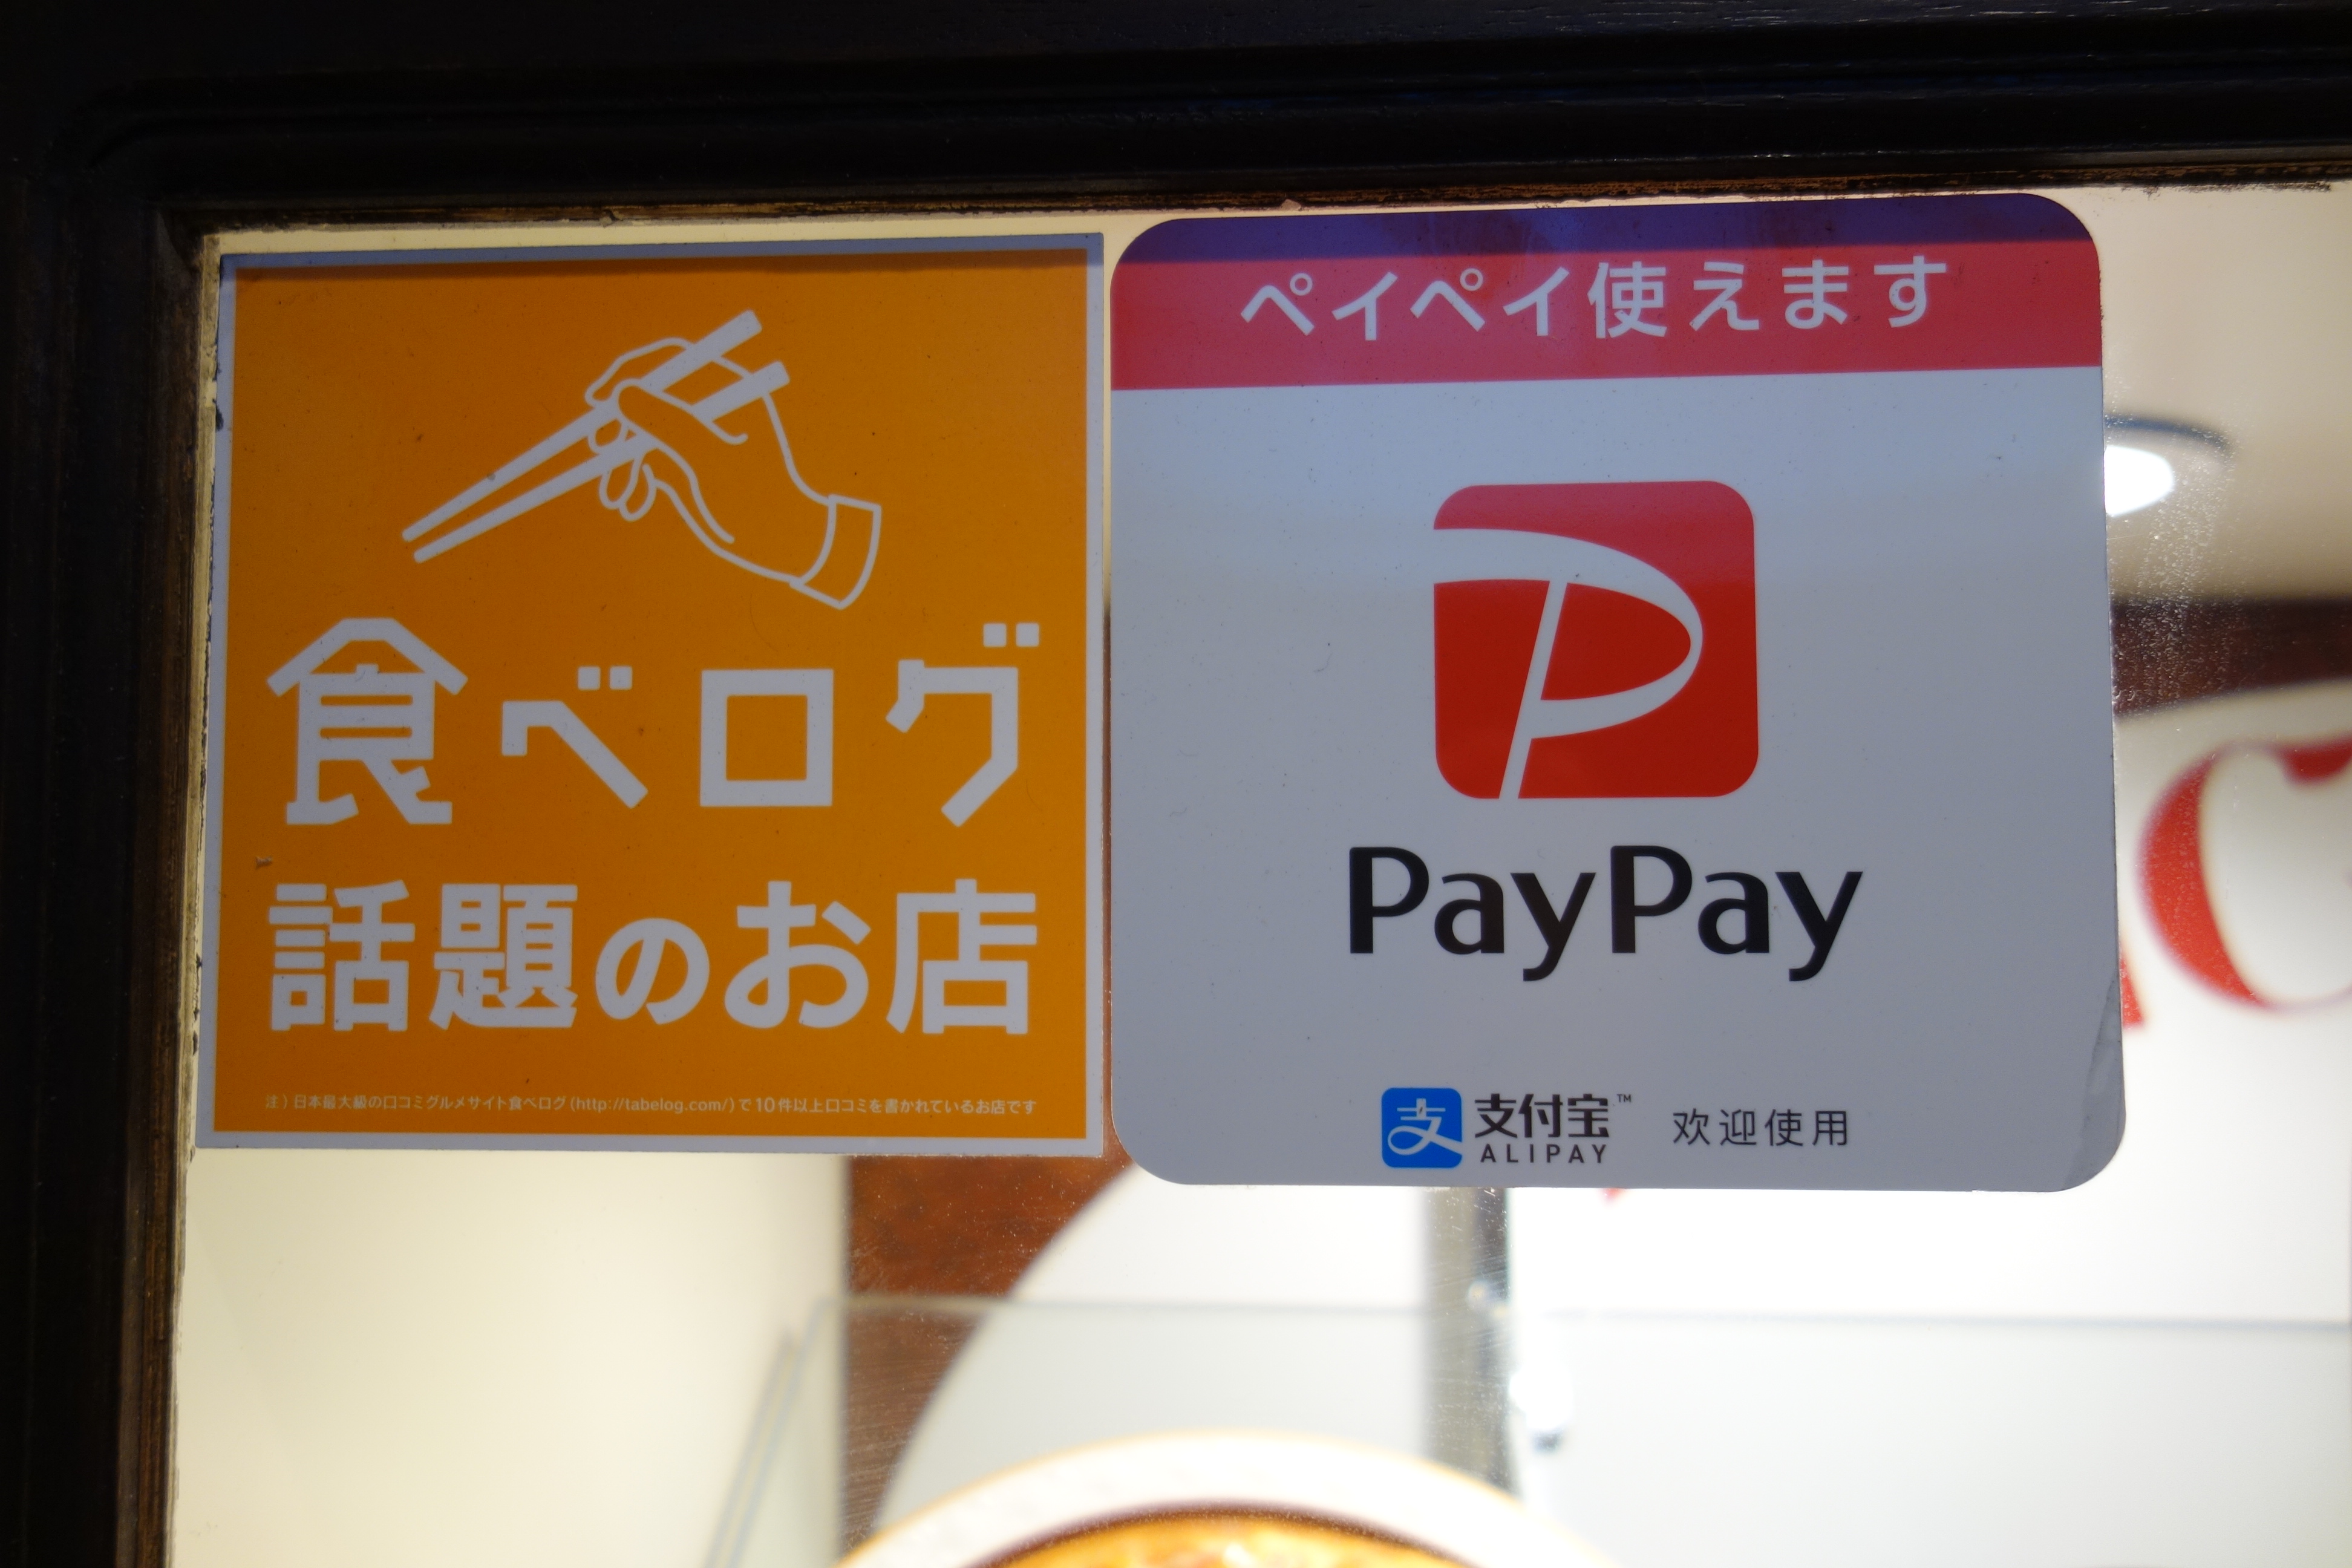 食べログ
話題のお店
注)日本最大級の口コミグルメサイト食べログ(http://tabelog.com/)で10件以上口コミを書かれているお店です
ペイペイ使えます
PayPay
支 支付宝™ 欢迎使用
ALIPAY